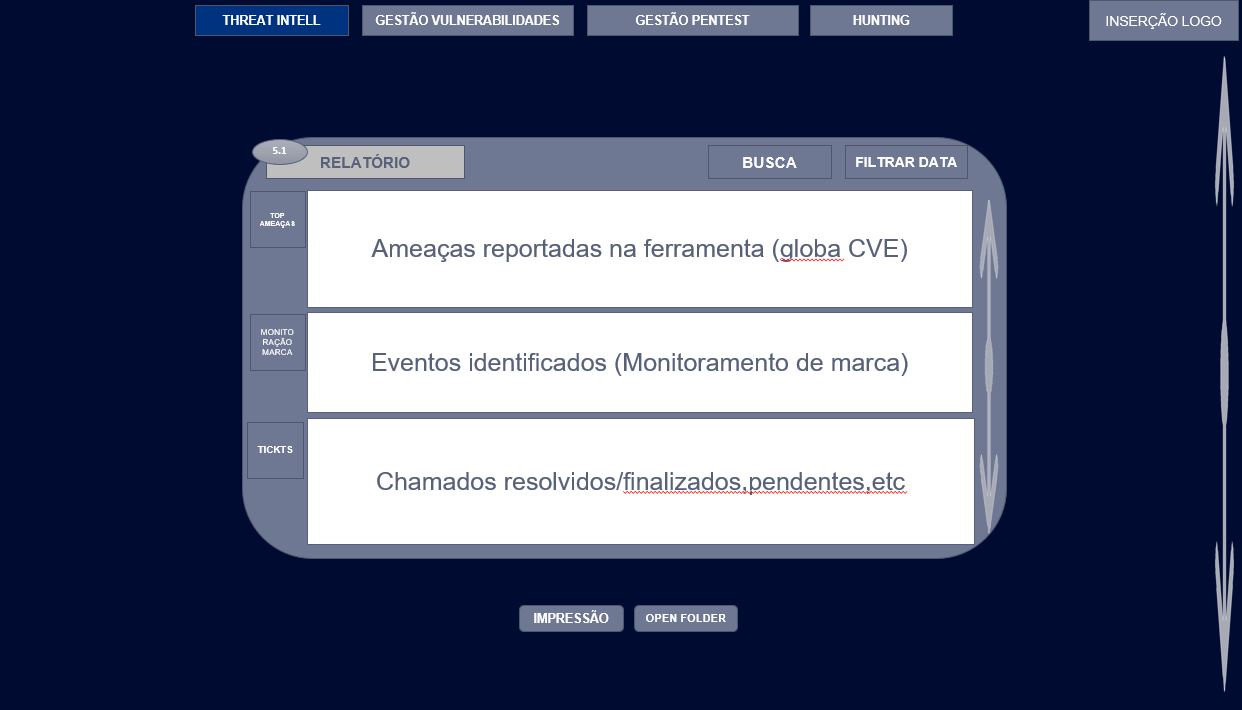 THREAT INTELL
GESTÃO VULNERABILIDADES
GESTÃO PENTEST
HUNTING
INSERÇÃO LOGO
5.1
RELATÓRIO
BUSCA
FILTRAR DATA
TOP
AMEAÇAS
Ameaças reportadas na ferramenta (globa CVE)
MONITO
RAÇÃO
MARCA
Eventos identificados (Monitoramento de marca)
TICKTS
Chamados resolvidos/finalizados,pendentes,etc
IMPRESSÃO
OPEN FOLDER